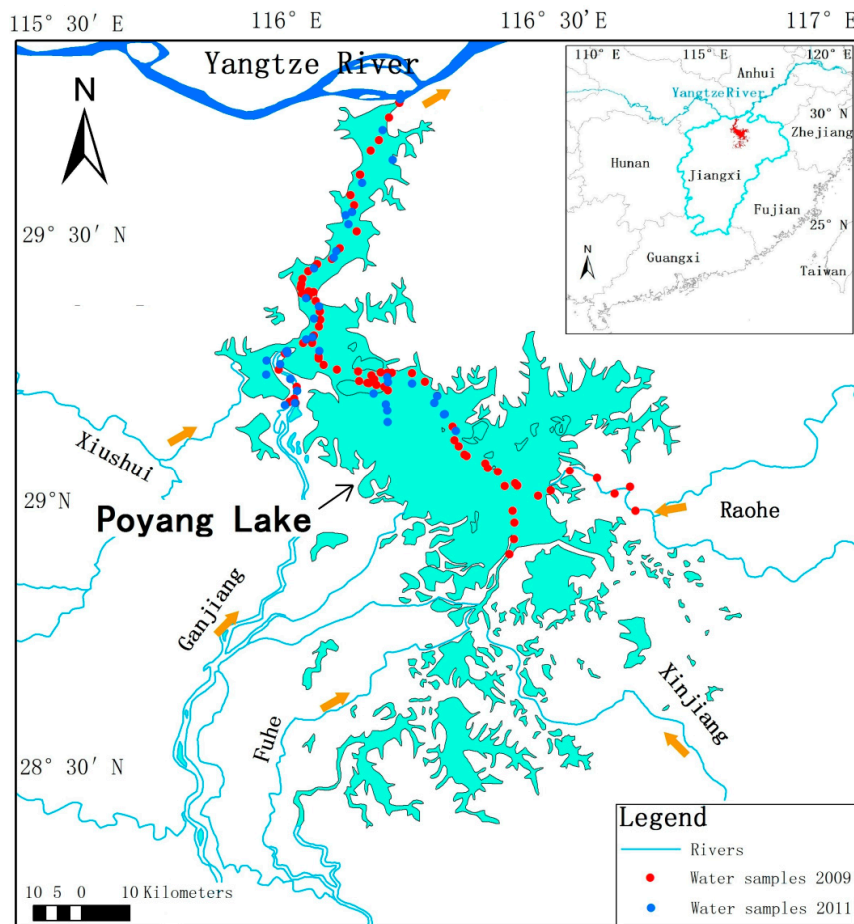 115° 30' E
116° E
116° 30'E
117° E
Yangtze River
N
110° E
115° E
120° E
Anhui
YangtzeRiver
30° N
Zhejiang
Hunan
Jiangxi
Fujian
25° N
Guangxi
N
Taiwan
29° 30' N
Xiushui
29°N
Poyang Lake
Raohe
Ganjiang
Fuhe
Xinjiang
28° 30' N
Legend
Rivers
Water samples 2009
Water samples 2011
10 5 0 10 Kilometers